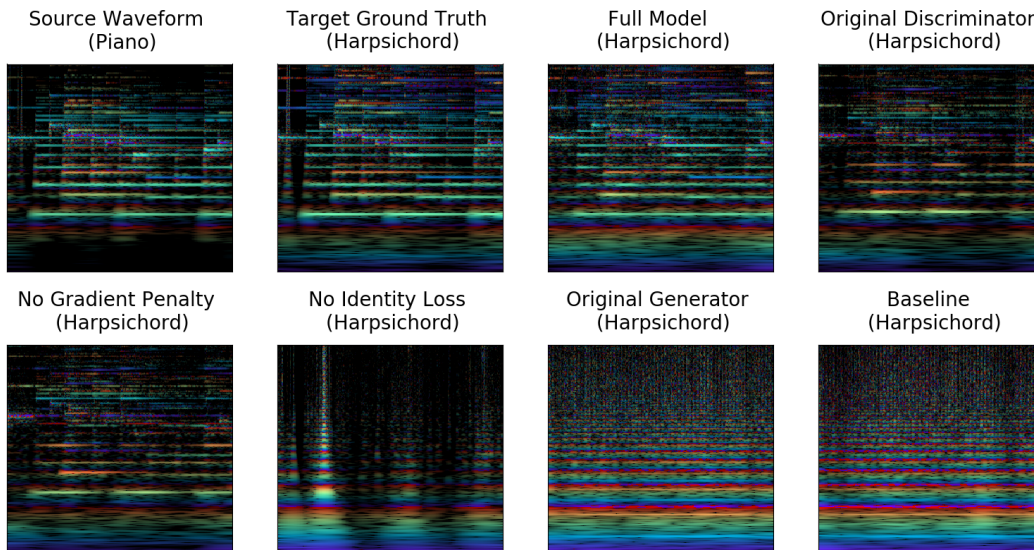 Source Waveform
(Piano)
Target Ground Truth
(Harpsichord)
Full Model
(Harpsichord)
Original Discriminator
(Harpsichord)
No Gradient Penalty
(Harpsichord)
No Identity Loss
(Harpsichord)
Original Generator
(Harpsichord)
Baseline
(Harpsichord)